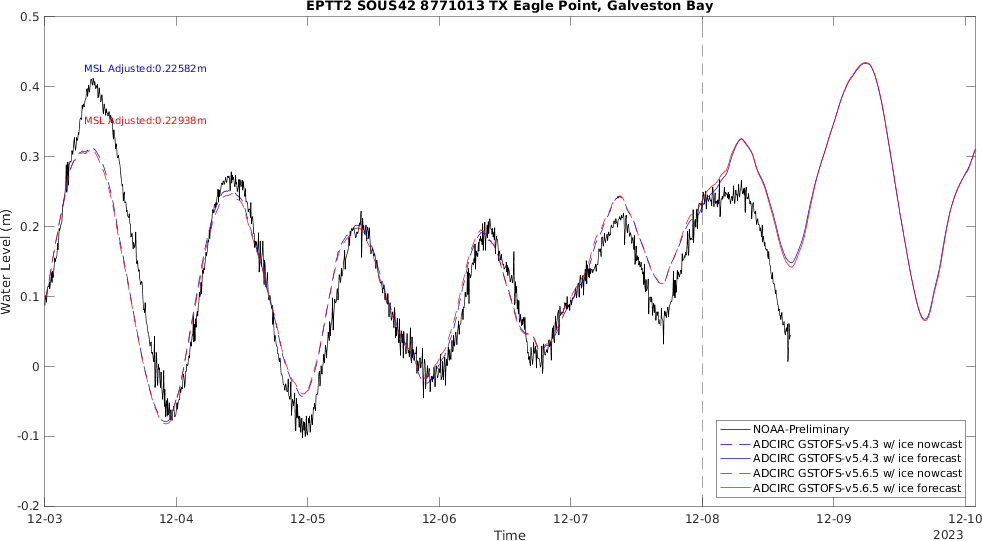 EPTT2 SOUS42 8771013 TX Eagle Point, Galveston Bay
0.5
0.4
0.3
0.2
0.1
0
-0.1
-0.2
Water Level (m)
MSL Adjusted:0.22582m
MSL Adjusted:0.22938m
NOAA-Preliminary
ADCIRC GSTOFS-v5.4.3 w/ ice nowcast
ADCIRC GSTOFS-v5.4.3 w/ ice forecast
ADCIRC GSTOFS-v5.6.5 w/ ice nowcast
ADCIRC GSTOFS-v5.6.5 w/ ice forecast
12-03 12-04 12-05 12-06 12-07 12-08 12-09 12-10
Time
2023